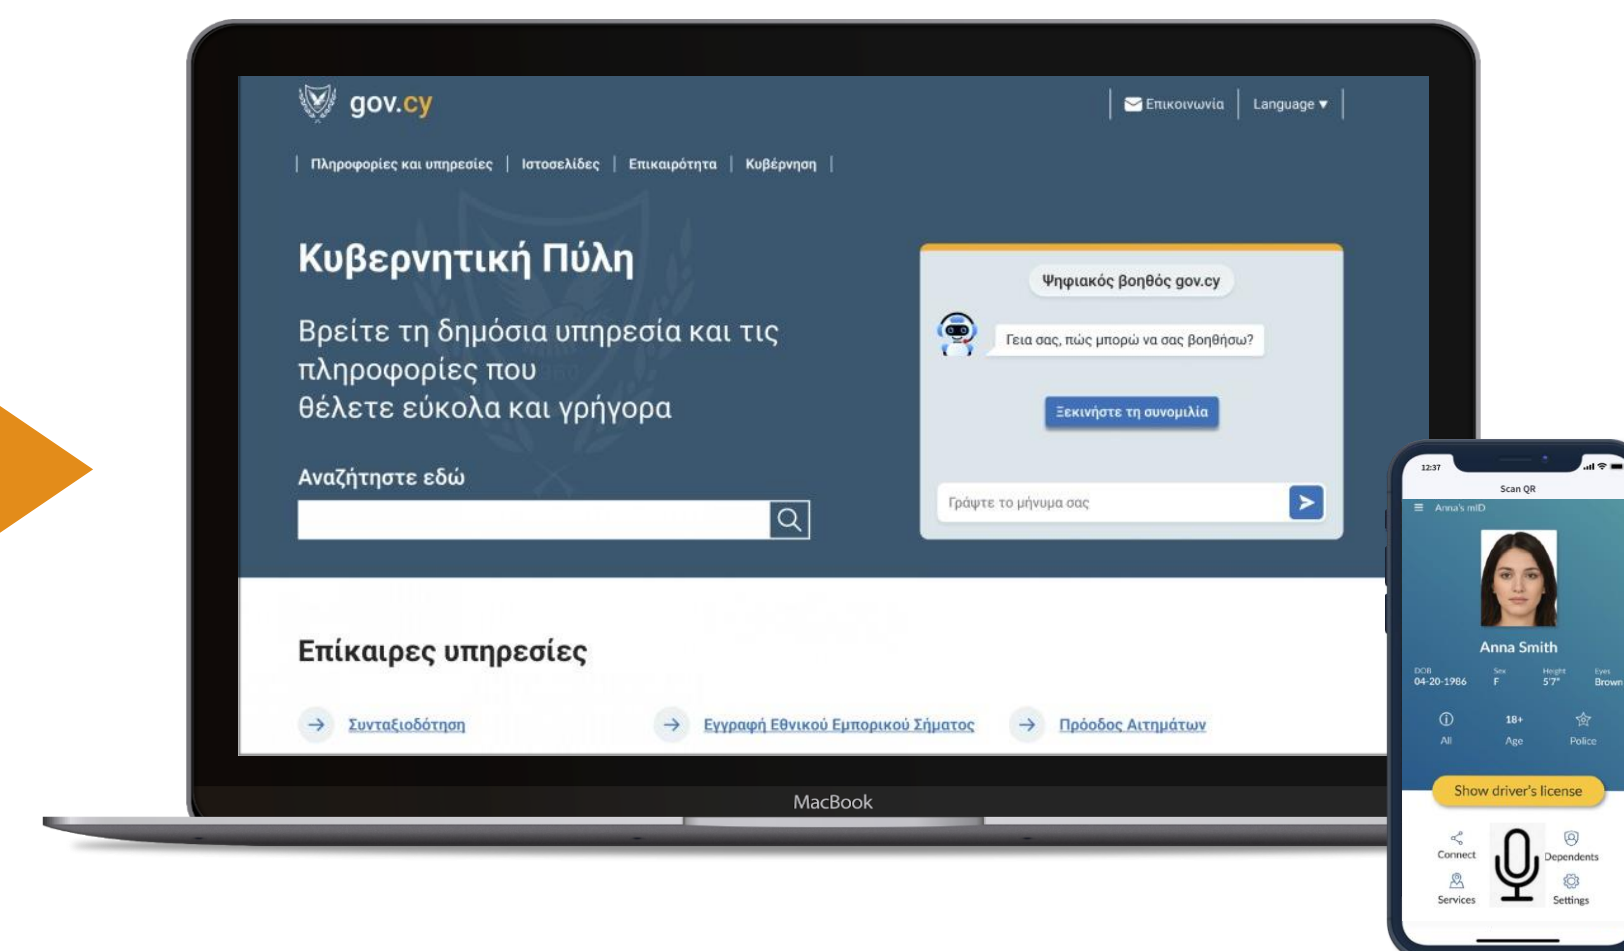 gov.cy
Επικοινωνία
Language ▼
Πληροφορίες και υπηρεσίες
Ιστοσελίδες
Επικαιρότητα
Κυβέρνηση
Κυβερνητική Πύλη
Βρείτε τη δημόσια υπηρεσία και τις
πληροφορίες που
θέλετε εύκολα και γρήγορα
Αναζήτηστε εδώ
Ψηφιακός βοηθός gov.cy
Γεια σας, πώς μπορώ να σας βοηθήσω?
Ξεκινήστε τη συνομιλία
Γράψτε το μήνυμα σας
Επίκαιρες υπηρεσίες
Συνταξιοδότηση
Εγγραφή Εθνικού Εμπορικού Σήματος
Πρόοδος Αιτημάτων
MacBook
12:37
Scan QR
Anna's mID
Anna Smith
DOB Sex Height Eyes
04-20-1986 F 5'7" Brown
18+
All Age Police
Show driver's license
Connect Dependents
Services Settings